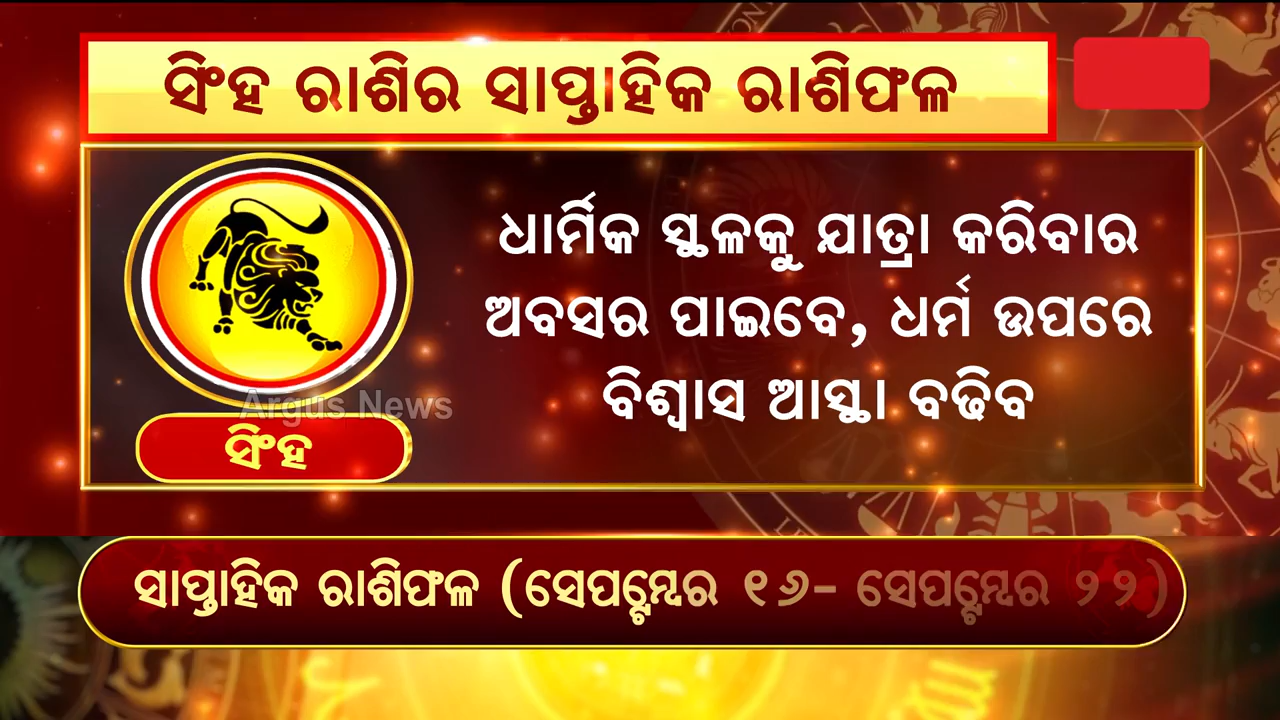 ସିଂହ ରାଶିର ସାପ୍ତାହିକ ରାଶିଫଳ
ଧାର୍ମିକ ସ୍ଥଳକୁ ଯାତ୍ରା କରିବାର
ଅବସର ପାଇବେ, ଧର୍ମ ଉପରେ
ବିଶ୍ୱାସ ଆସ୍ଥା ବଢିବ
Argus News
ସିଂହ
ସାପ୍ତାହିକ ରାଶିଫଳ (ସେପ୍ଟେମ୍ବର ୧୬- ସେପ୍ଟେମ୍ବର ୨୨)